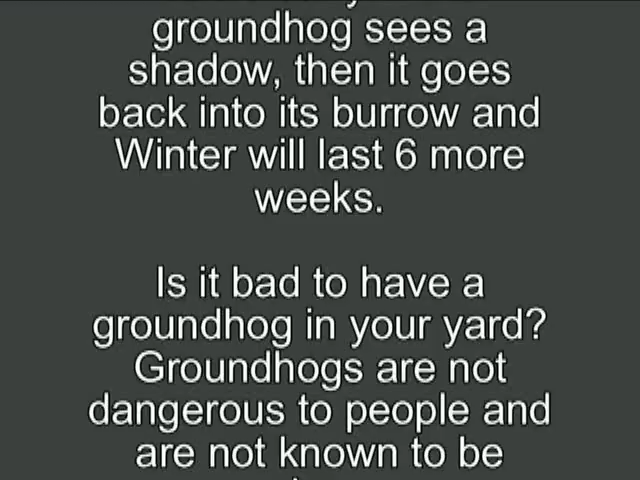 groundhog sees a
shadow, then it goes
back into its burrow and
Winter will last 6 more
weeks.
Is it bad to have a
groundhog in your yard?
Groundhogs are not
dangerous to people and
are not known to be